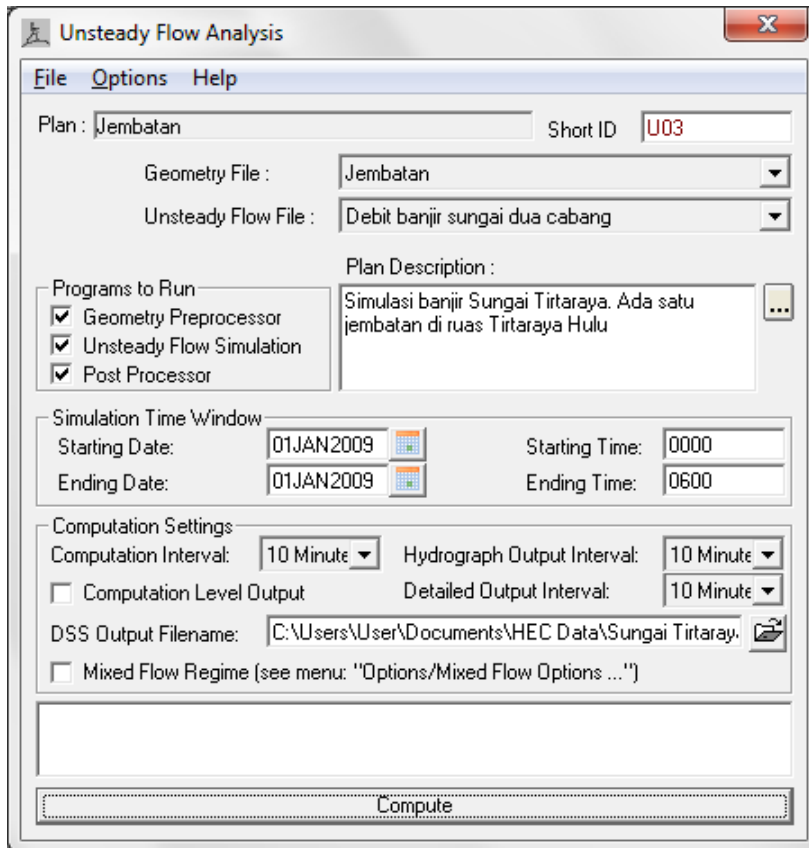 Unsteady Flow Analysis
File Options Help
Plan : Jembatan Short ID U03
Geometry File : Jembatan
Unsteady Flow File : Debit banjir sungai dua cabang
Plan Description :
Programs to Run
Geometry Preprocessor
Unsteady Flow Simulation
Post Processor
Simulasi banjir Sungai Tirtaraya. Ada satu
jembatan di ruas Tirtaraya Hulu
...
Simulation Time Window
Starting Date: 01JAN2009 Starting Time: 0000
Ending Date: 01JAN2009 Ending Time: 0600
Computation Settings
Computation Interval: 10 Minute Hydrograph Output Interval: 10 Minute
Computation Level Output Detailed Output Interval: 10 Minute
DSS Output Filename: C:\Users\User\Documents\HEC Data\Sungai Tirtaray
Mixed Flow Regime (see menu: "Options/Mixed Flow Options ...")
Compute